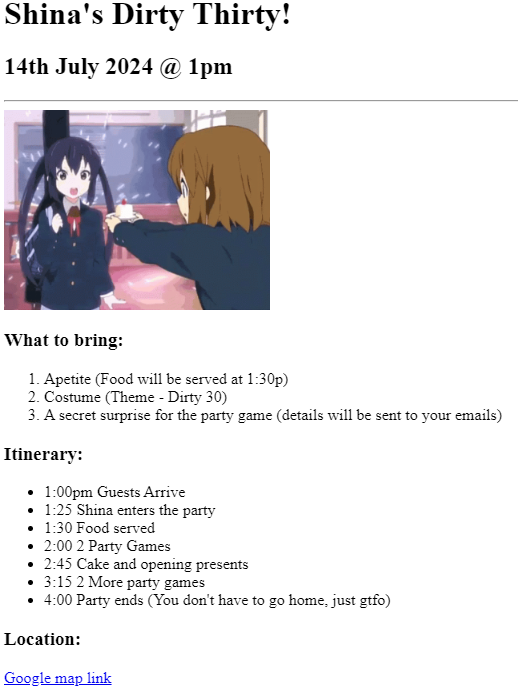 Shina's Dirty Thirty!
14th July 2024 @ 1pm
What to bring:
1. Apetite (Food will be served at 1:30p)
2. Costume (Theme - Dirty 30)
3. A secret surprise for the party game (details will be sent to your emails)
Itinerary:
• 1:00pm Guests Arrive
• 1:25 Shina enters the party
• 1:30 Food served
• 2:00 2 Party Games
• 2:45 Cake and opening presents
• 3:15 2 More party games
• 4:00 Party ends (You don't have to go home, just gtfo)
Location:
Google map link